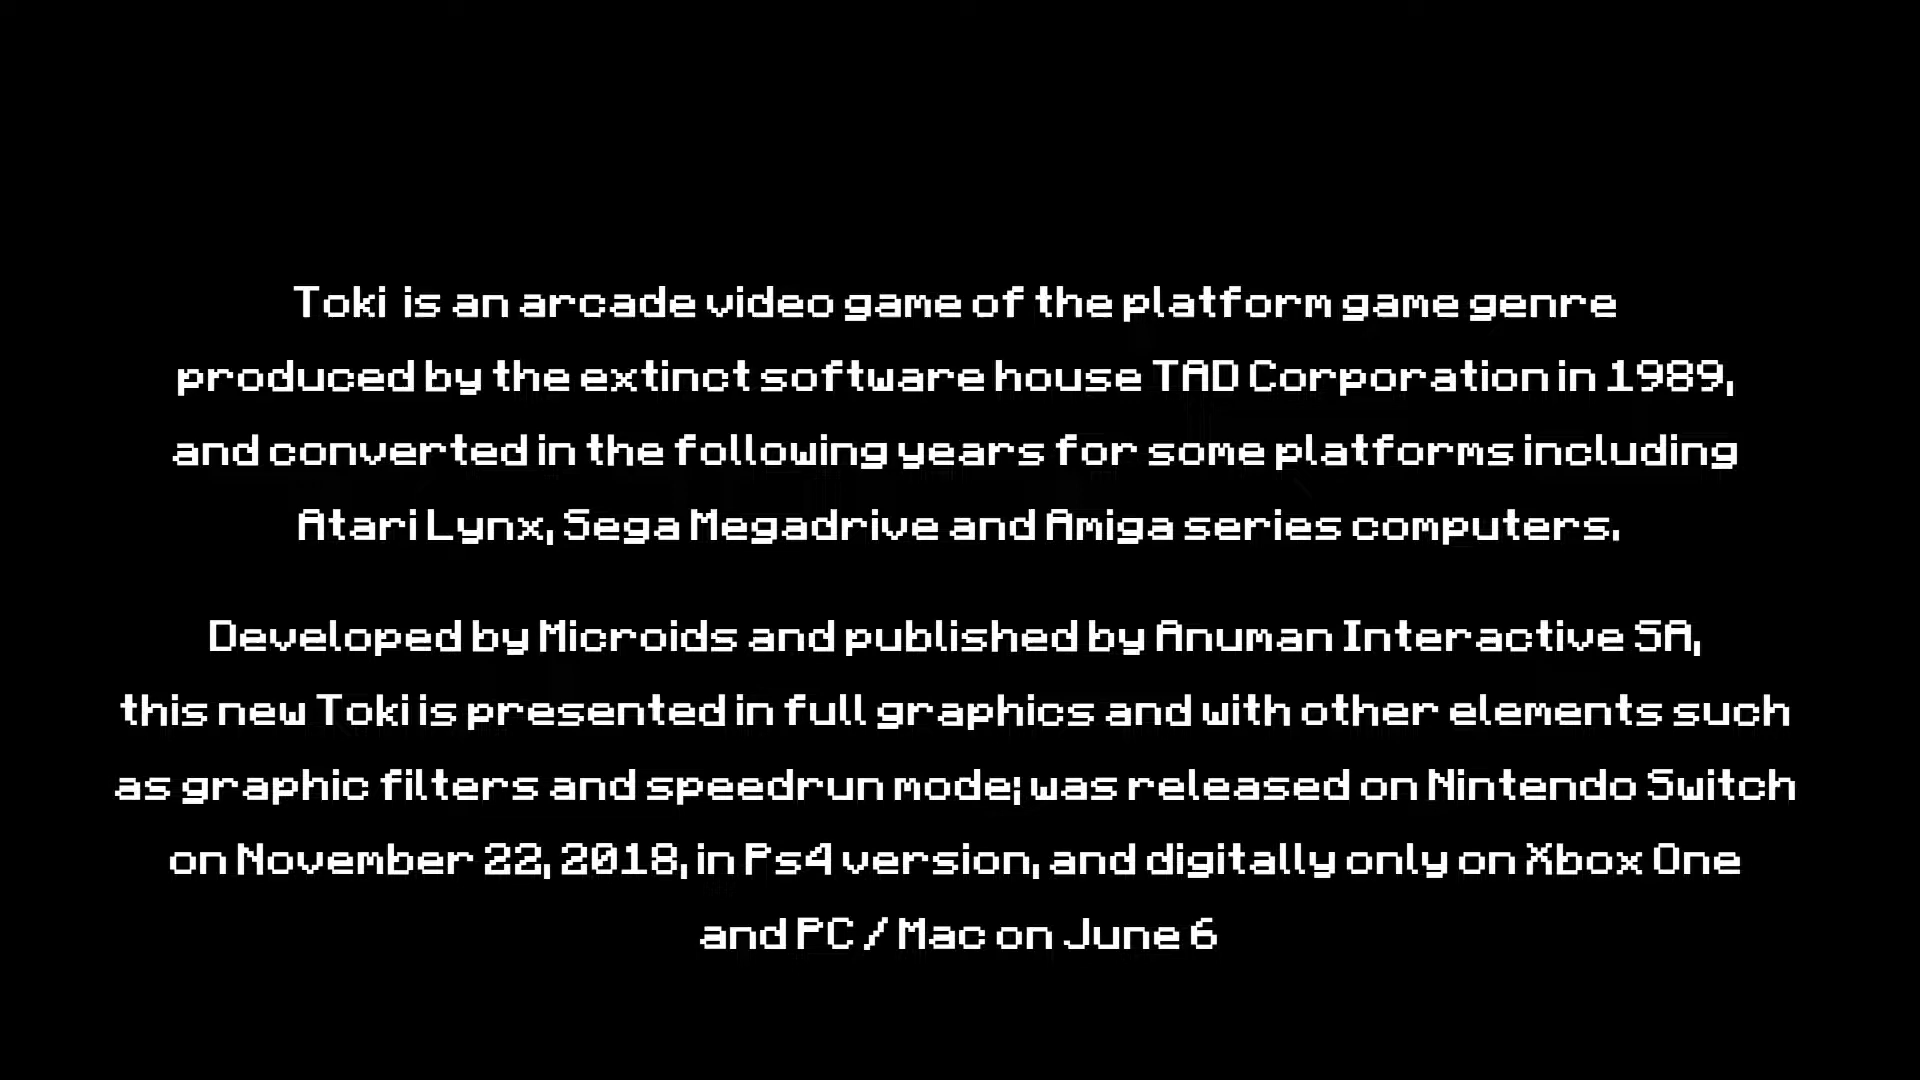 Toki is an arcade video game of the platform game genre
produced by the extinct software house TAD Corporation in 1989,
and converted in the following years for some platforms including
Atari Lynx, Sega Megadrive and Amiga series computers.
Developed by Microids and published by Anuman Interactive SA,
this new Toki is presented in full graphics and with other elements such
as graphic filters and speedrun mode; was released on Nintendo Switch
on November 22, 2018, in Ps4 version, and digitally only on Xbox One
and PC / Mac on June 6